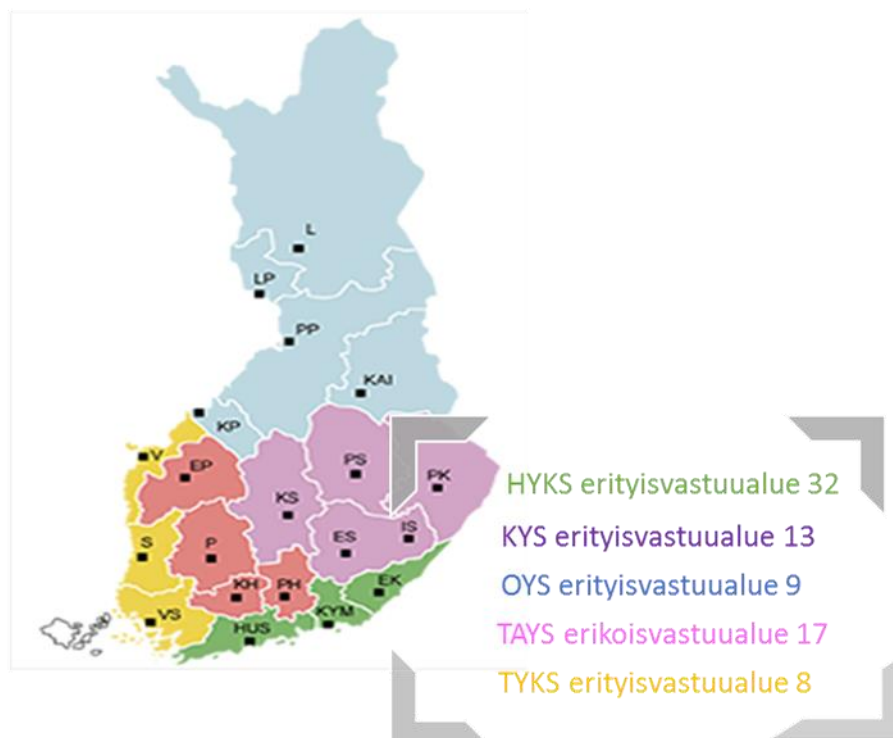 L
LP
PP
KAI
KP
V
EP
PS
PK
KS
S
P
ES
IS
KH
PH
EK
VS
KYM
HUS
HYKS erityisvastuualue 32
KYS erityisvastuualue 13
OYS erityisvastuualue 9
TAYS erikoisvastuualue 17
TYKS erityisvastuualue 8